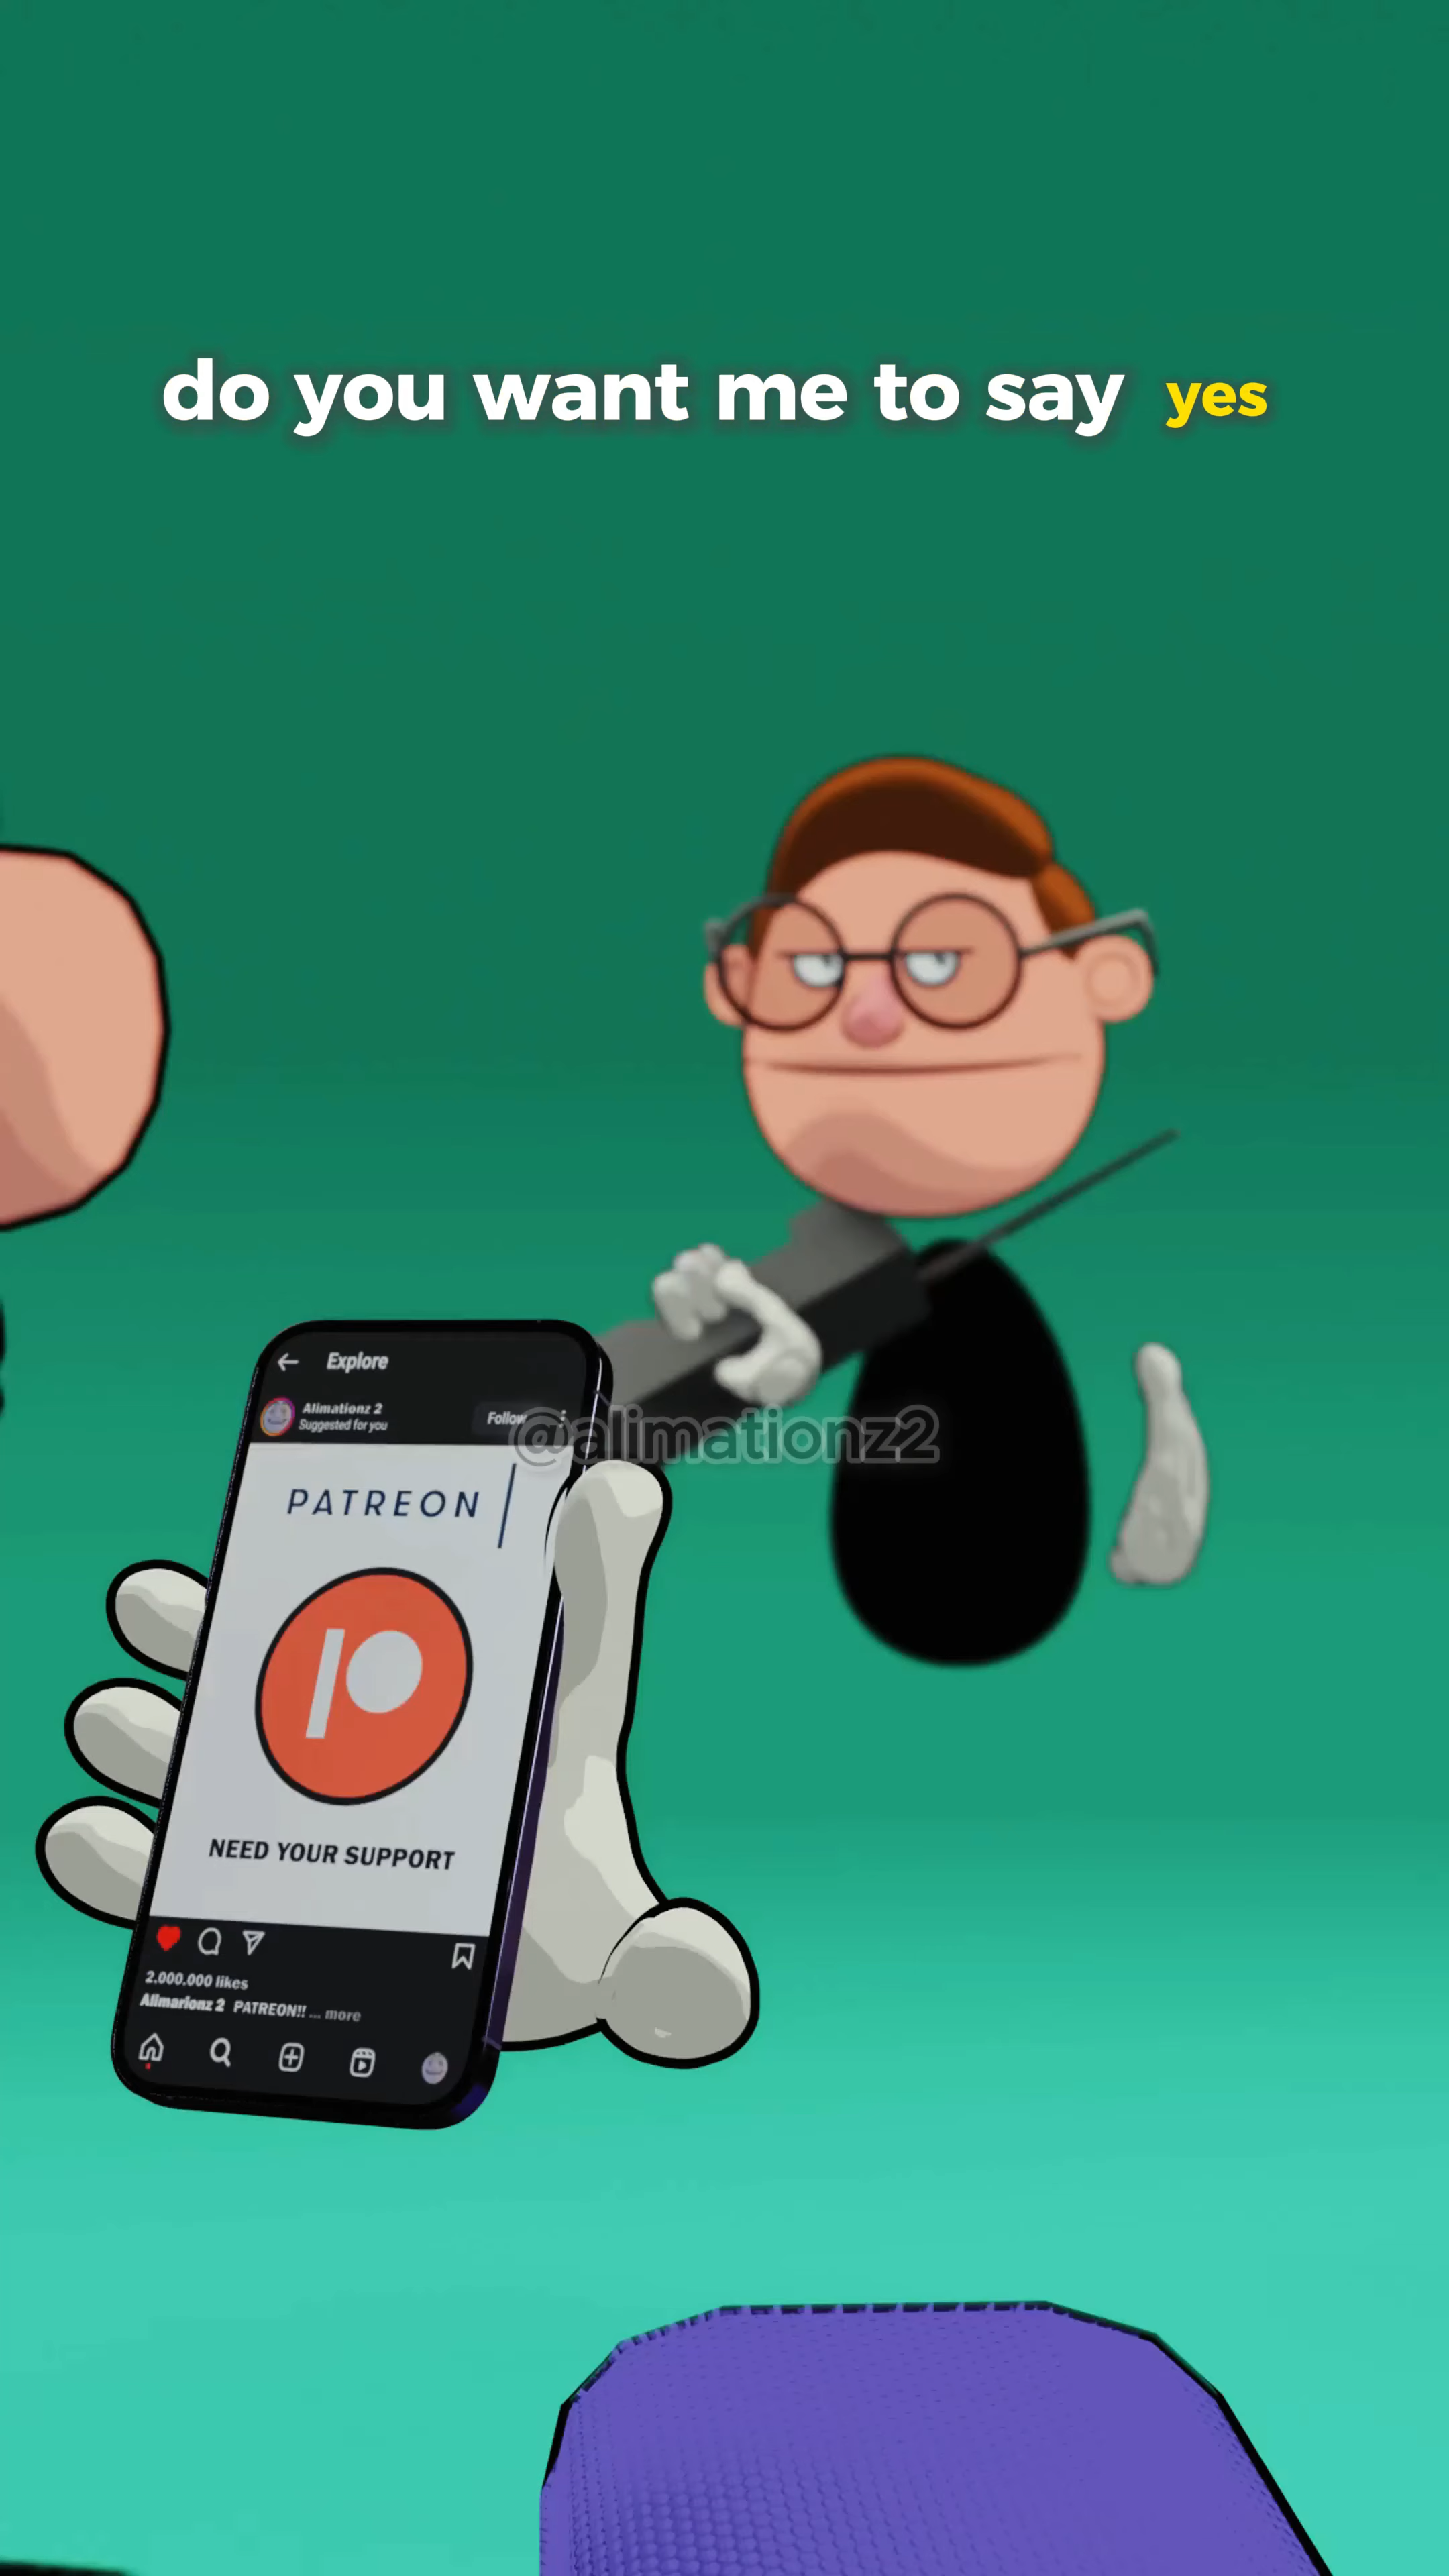 do you want me to say yes
Explore
Alimationz 2
Suggested for you
Follow
@alimationz2
PATREON
NEED YOUR SUPPORT
2.000.000 likes
Alimarionz 2 PATREON!! ... more